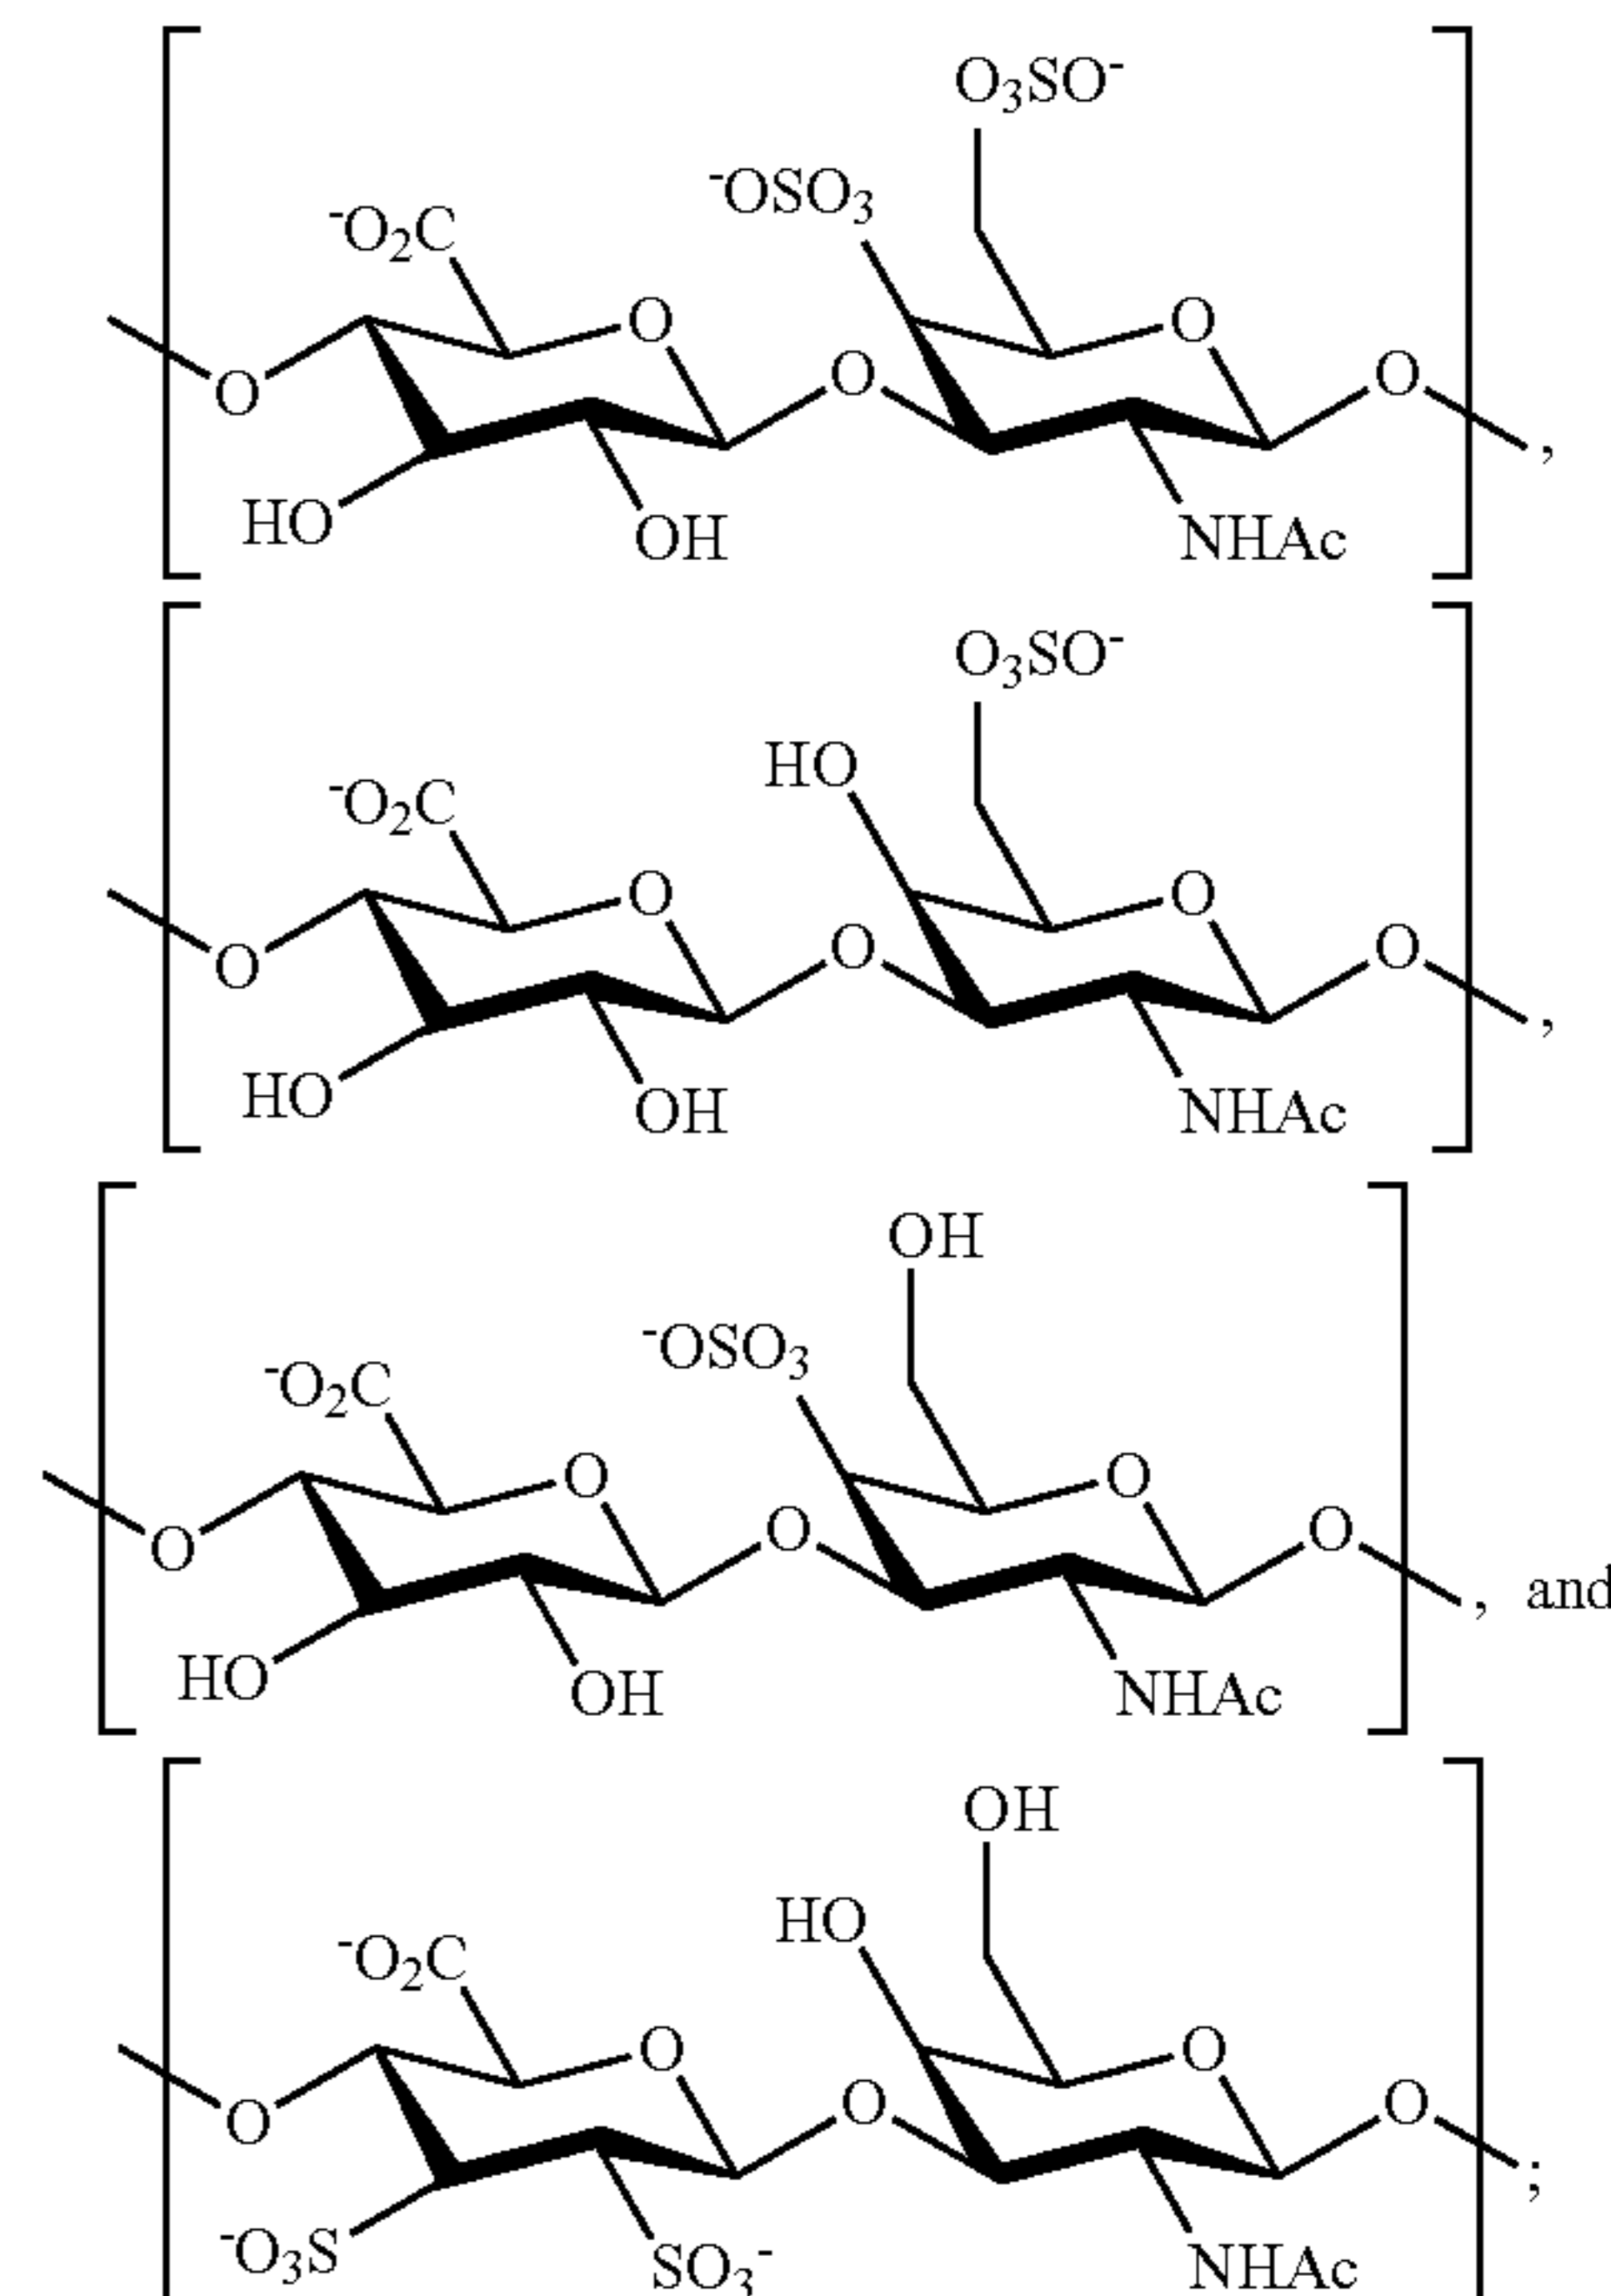 O₃SO⁻
⁻OSO₃
⁻O₂C
O O
O O
O
HO OH NHAc ,
O₃SO⁻
HO
⁻O₂C
O O
O O
O
HO OH NHAc ,
OH
⁻OSO₃
⁻O₂C
O O
O O
O , and
HO OH NHAc
OH
HO
⁻O₂C
O O
O O
O ;
⁻O₃S SO₃⁻ NHAc